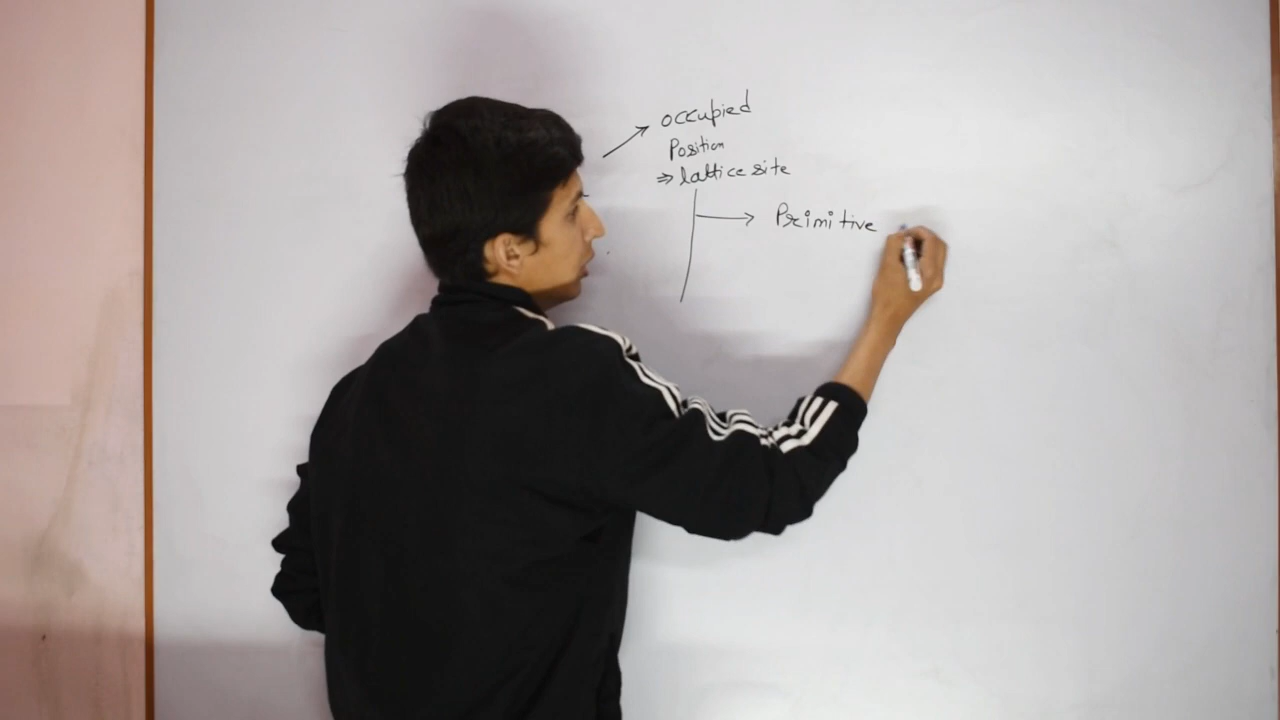 occupied
Position
⇒ lattice site
Primitive